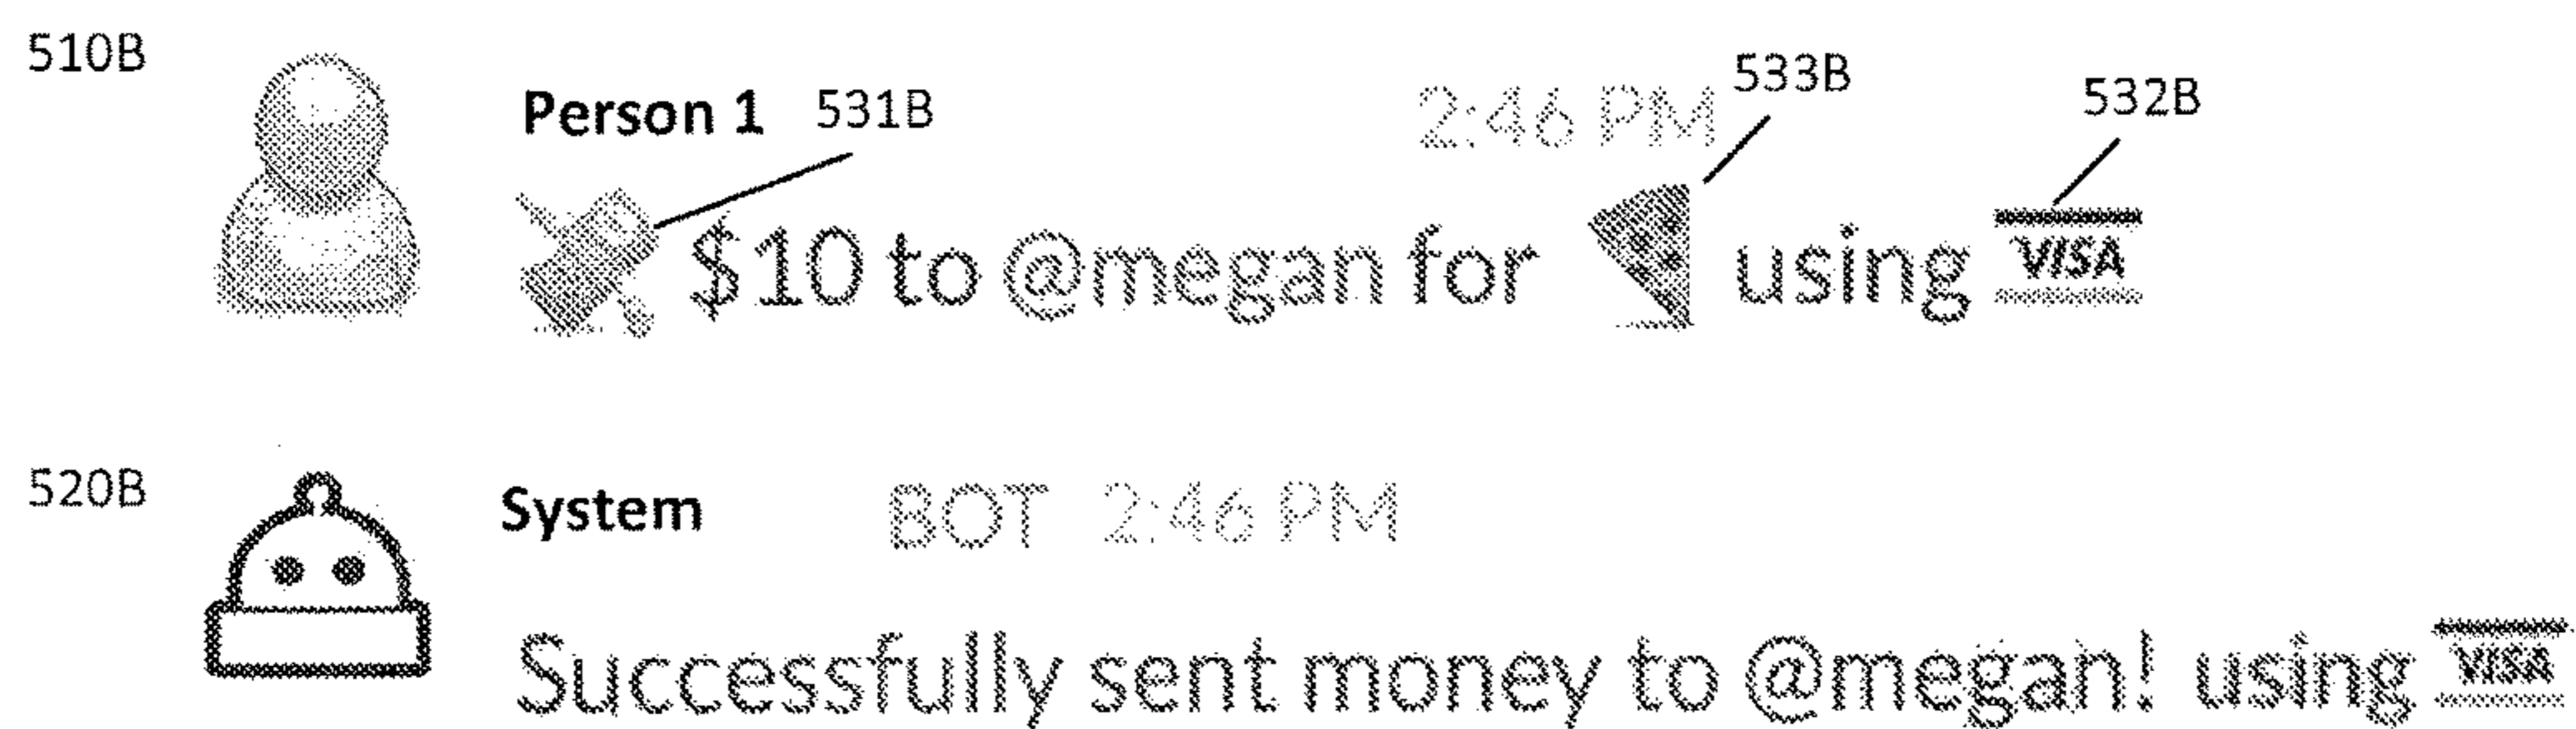 510B
533B
532B
Person 1 531B 2:46 PM
$10 to @megan for using VISA
520B
System BOT 2:46 PM
Successfully sent money to @megan! using VISA